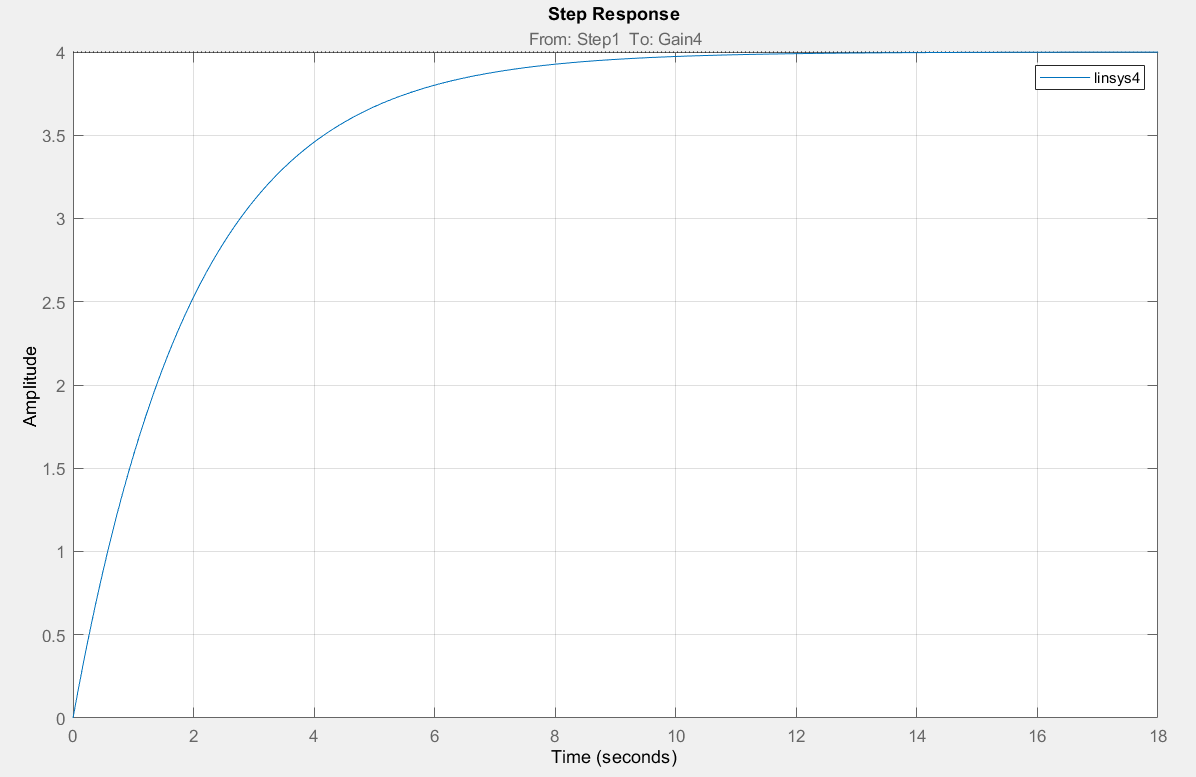 Step Response
From: Step1  To: Gain4
linsys4
Amplitude
4
3.5
3
2.5
2
1.5
1
0.5
0
0 2 4 6 8 10 12 14 16 18
Time (seconds)